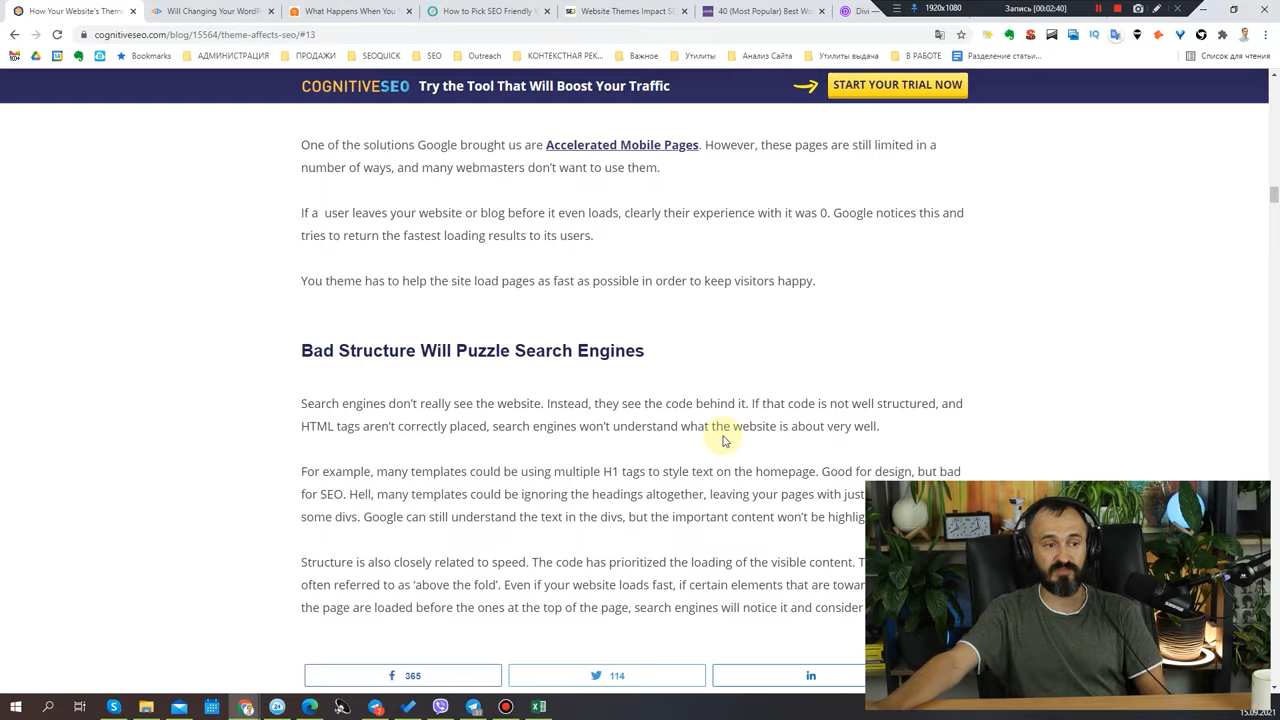 How Your Website's Theme
Will Changing Your WordPr
What Happens When You
How to Pick SEO Friendly
Website Themes Impact S
40 (Most Popular) Best Wo
Divi
1920x1080
Запись [00:02:40]
cognitiveseo.com/blog/15564/theme-affects-seo/#13
Bookmarks
АДМИНИСТРАЦИЯ
ПРОДАЖИ
SEOQUICK
SEO
Outreach
КОНТЕКСТНАЯ РЕК...
Важное
Утилиты
Анализ Сайта
Утилиты выдача
В РАБОТЕ
Разделение статьи...
Список для чтения
COGNITIVESEO Try the Tool That Will Boost Your Traffic
START YOUR TRIAL NOW
One of the solutions Google brought us are Accelerated Mobile Pages. However, these pages are still limited in a
number of ways, and many webmasters don't want to use them.
If a user leaves your website or blog before it even loads, clearly their experience with it was 0. Google notices this and
tries to return the fastest loading results to its users.
You theme has to help the site load pages as fast as possible in order to keep visitors happy.
Bad Structure Will Puzzle Search Engines
Search engines don't really see the website. Instead, they see the code behind it. If that code is not well structured, and
HTML tags aren't correctly placed, search engines won't understand what the website is about very well.
For example, many templates could be using multiple H1 tags to style text on the homepage. Good for design, but bad
for SEO. Hell, many templates could be ignoring the headings altogether, leaving your pages with just
some divs. Google can still understand the text in the divs, but the important content won't be highlig
Structure is also closely related to speed. The code has prioritized the loading of the visible content. T
often referred to as 'above the fold'. Even if your website loads fast, if certain elements that are towar
the page are loaded before the ones at the top of the page, search engines will notice it and consider
365
114
in
15.09.2021